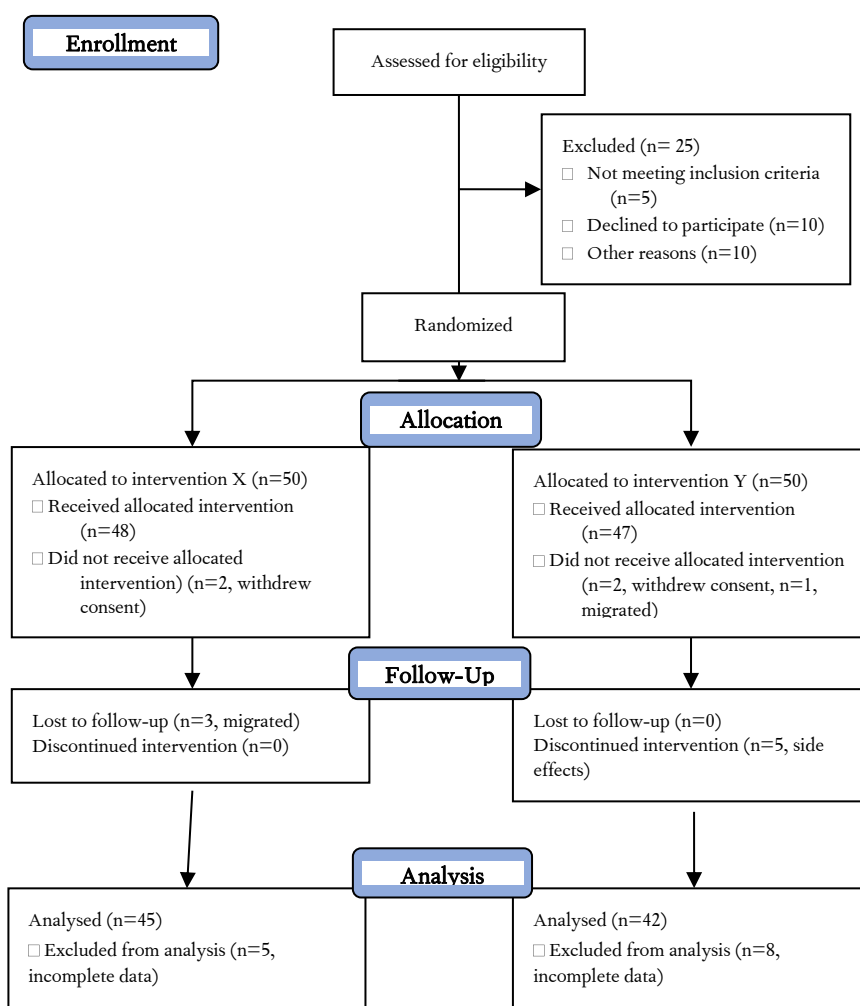 Enrollment
Assessed for eligibility
Excluded (n= 25)
□ Not meeting inclusion criteria
(n=5)
□ Declined to participate (n=10)
□ Other reasons (n=10)
Randomized
Allocation
Allocated to intervention X (n=50)
□ Received allocated intervention
(n=48)
□ Did not receive allocated
intervention) (n=2, withdrew
consent)
Allocated to intervention Y (n=50)
□ Received allocated intervention
(n=47)
□ Did not receive allocated intervention
(n=2, withdrew consent, n=1,
migrated)
Follow-Up
Lost to follow-up (n=3, migrated)
Discontinued intervention (n=0)
Lost to follow-up (n=0)
Discontinued intervention (n=5, side
effects)
Analysis
Analysed (n=45)
□ Excluded from analysis (n=5,
incomplete data)
Analysed (n=42)
□ Excluded from analysis (n=8,
incomplete data)